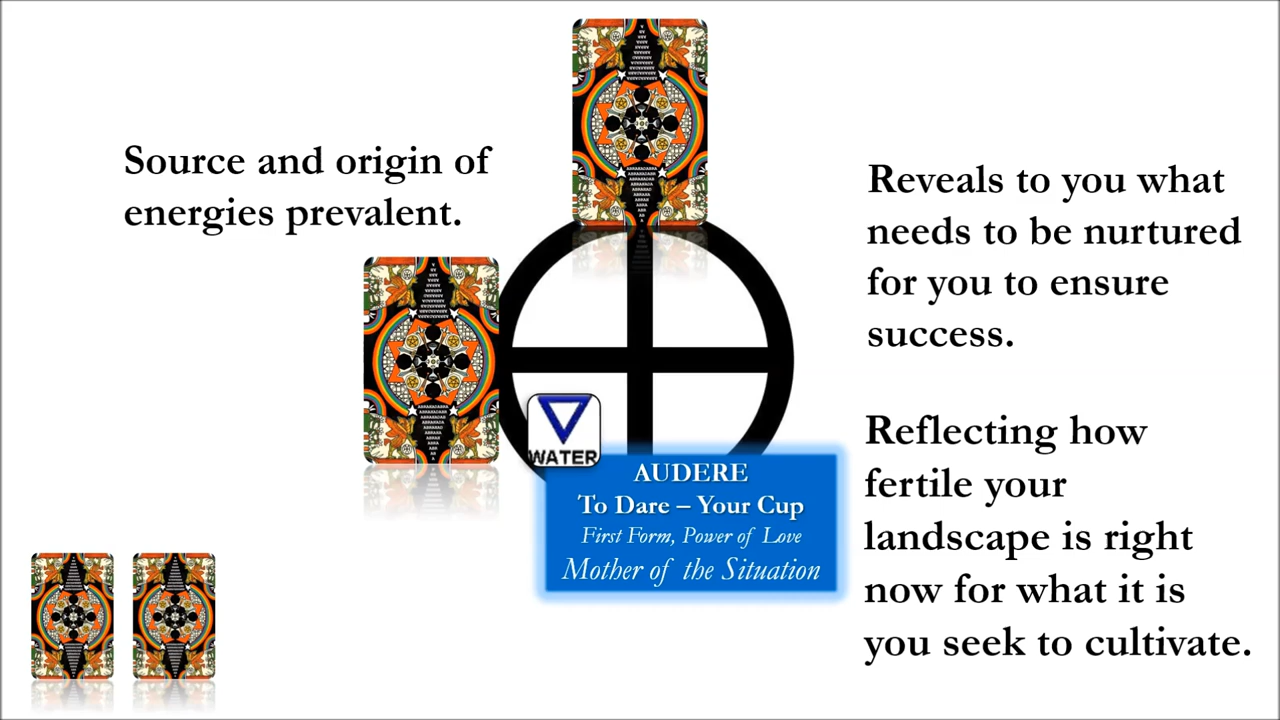 Source and origin of
energies prevalent.
Reveals to you what
needs to be nurtured
for you to ensure
success.
WATER
AUDERE
To Dare – Your Cup
First Form, Power of Love
Mother of the Situation
Reflecting how
fertile your
landscape is right
now for what it is
you seek to cultivate.